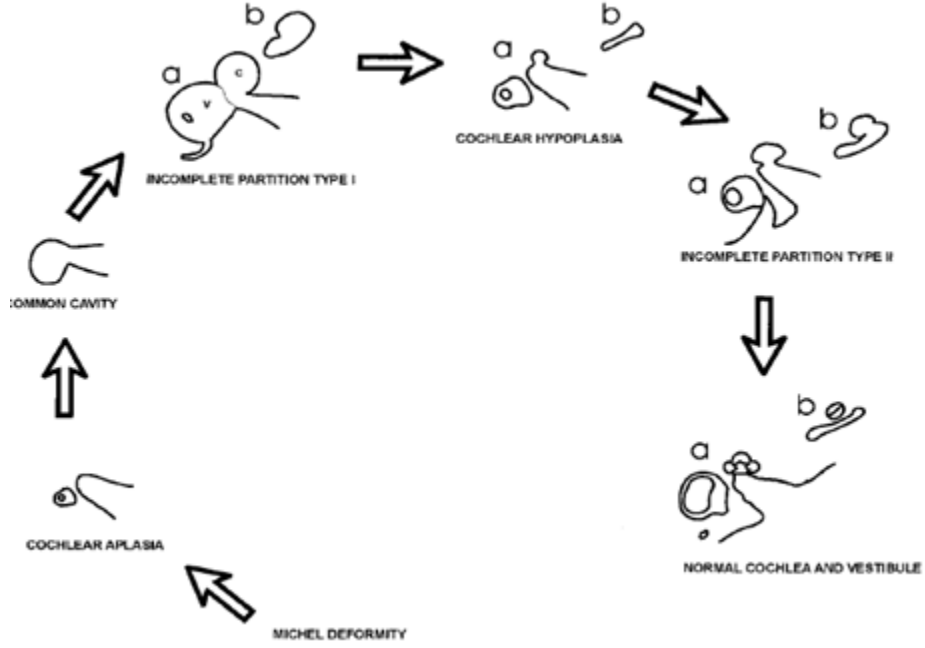 b
a
c
v
INCOMPLETE PARTITION TYPE I
b
a
COCHLEAR HYPOPLASIA
b
a
INCOMPLETE PARTITION TYPE II
OMMON CAVITY
b
a
COCHLEAR APLASIA
NORMAL COCHLEA AND VESTIBULE
MICHEL DEFORMITY